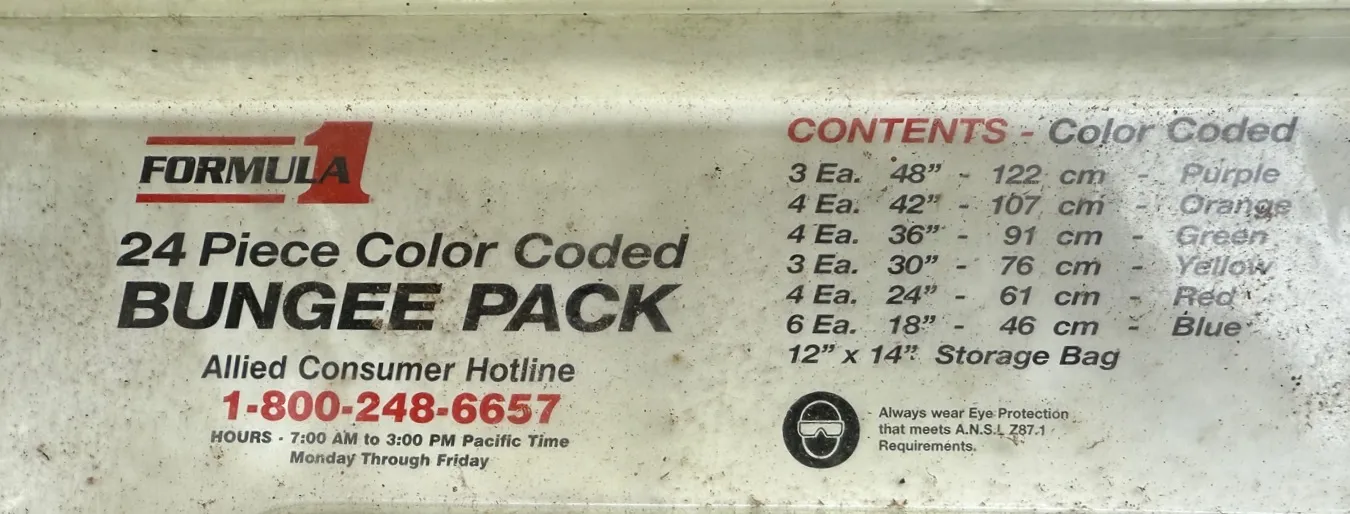 FORMULA 1
24 Piece Color Coded
BUNGEE PACK
Allied Consumer Hotline
1-800-248-6657
HOURS - 7:00 AM to 3:00 PM Pacific Time
Monday Through Friday
CONTENTS - Color Coded
3 Ea. 48” - 122 cm - Purple
4 Ea. 42” - 107 cm - Orange
4 Ea. 36” - 91 cm - Green
3 Ea. 30” - 76 cm - Yellow
4 Ea. 24” - 61 cm - Red
6 Ea. 18” - 46 cm - Blue
12” x 14” Storage Bag
Always wear Eye Protection
that meets A.N.S.I. Z87.1
Requirements.